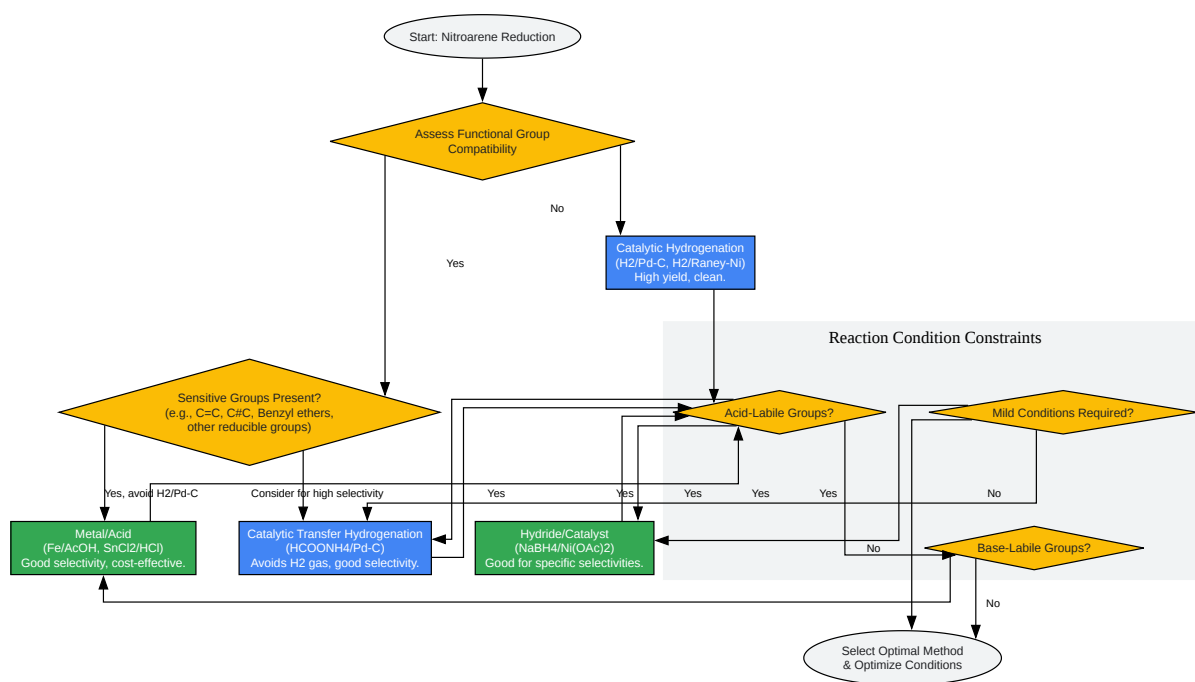 Start: Nitroarene Reduction
Assess Functional Group
Compatibility
No
Catalytic Hydrogenation
(H2/Pd-C, H2/Raney-Ni)
High yield, clean.
Yes
Reaction Condition Constraints
Sensitive Groups Present?
(e.g., C=C, C#C, Benzyl ethers,
other reducible groups)
Acid-Labile Groups?
Mild Conditions Required?
Yes, avoid H2/Pd-C
Consider for high selectivity
Yes
Yes
Yes
Yes
Yes
No
Metal/Acid
(Fe/AcOH, SnCl2/HCl)
Good selectivity, cost-effective.
Catalytic Transfer Hydrogenation
(HCOONH4/Pd-C)
Avoids H2 gas, good selectivity.
Hydride/Catalyst
(NaBH4/Ni(OAc)2)
Good for specific selectivities.
No
Base-Labile Groups?
No
Select Optimal Method
& Optimize Conditions